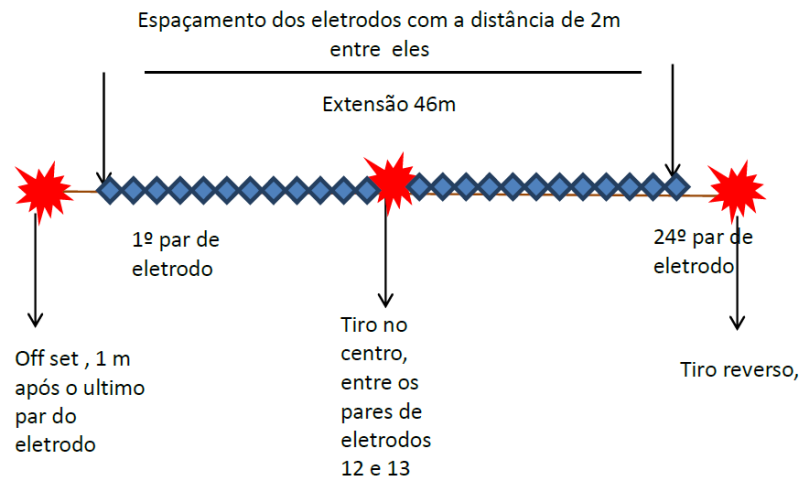 Espaçamento dos eletrodos com a distância de 2m
entre eles
Extensão 46m
1º par de
eletrodo
24º par de
eletrodo
Off set , 1 m
após o ultimo
par do
eletrodo
Tiro no
centro,
entre os
pares de
eletrodos
12 e 13
Tiro reverso,